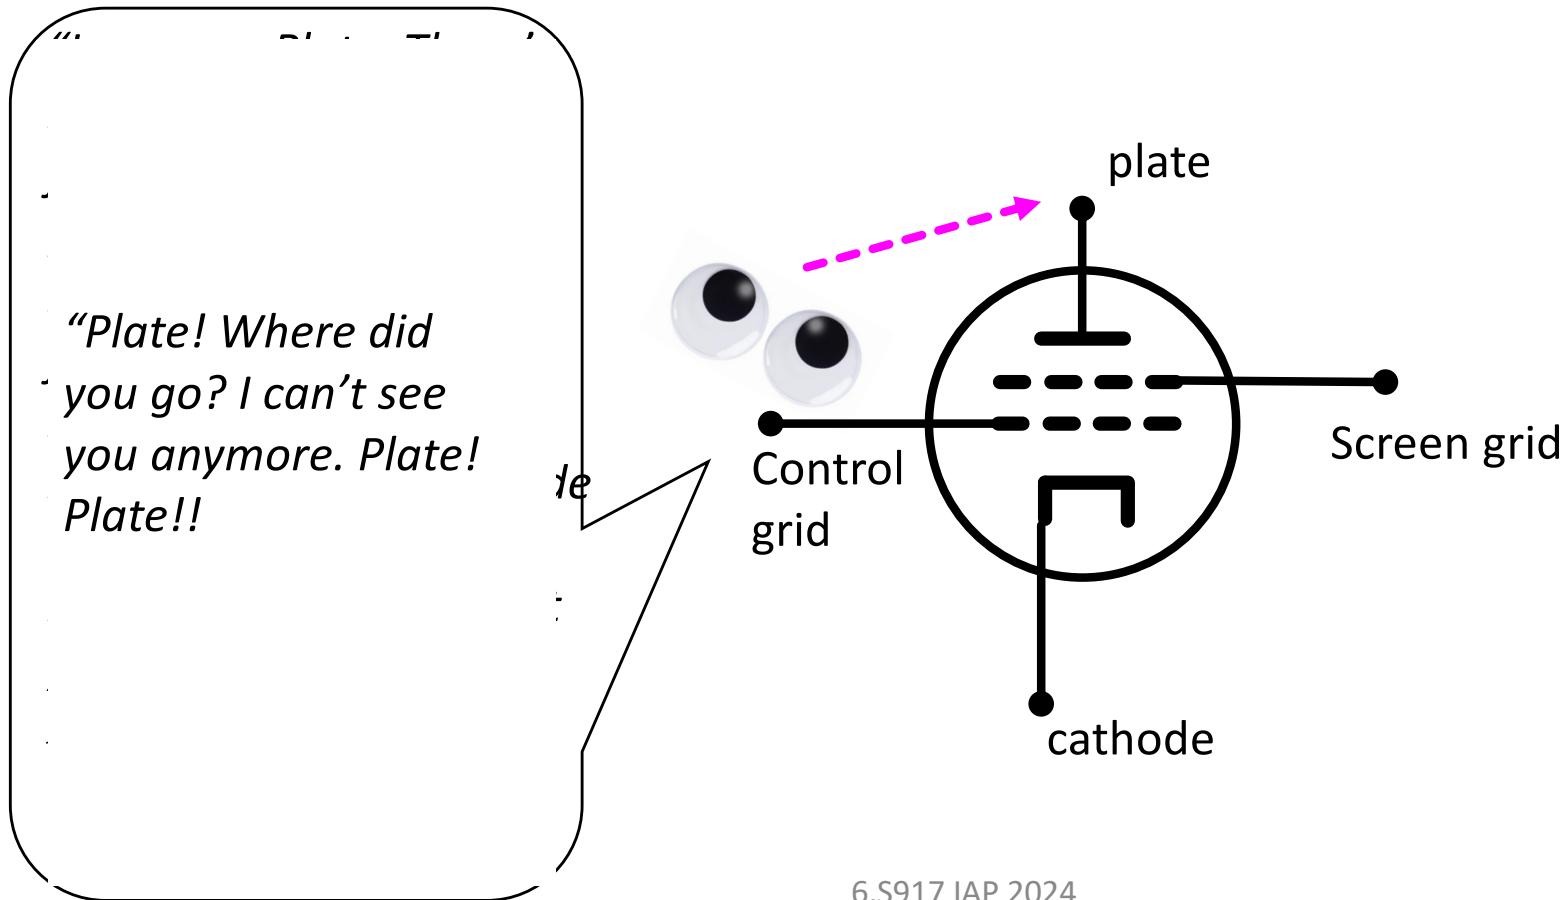 “Plate! Where did
you go? I can’t see
you anymore. Plate!
Plate!!
plate
Control
grid
Screen grid
cathode
6.S917 IAP 2024